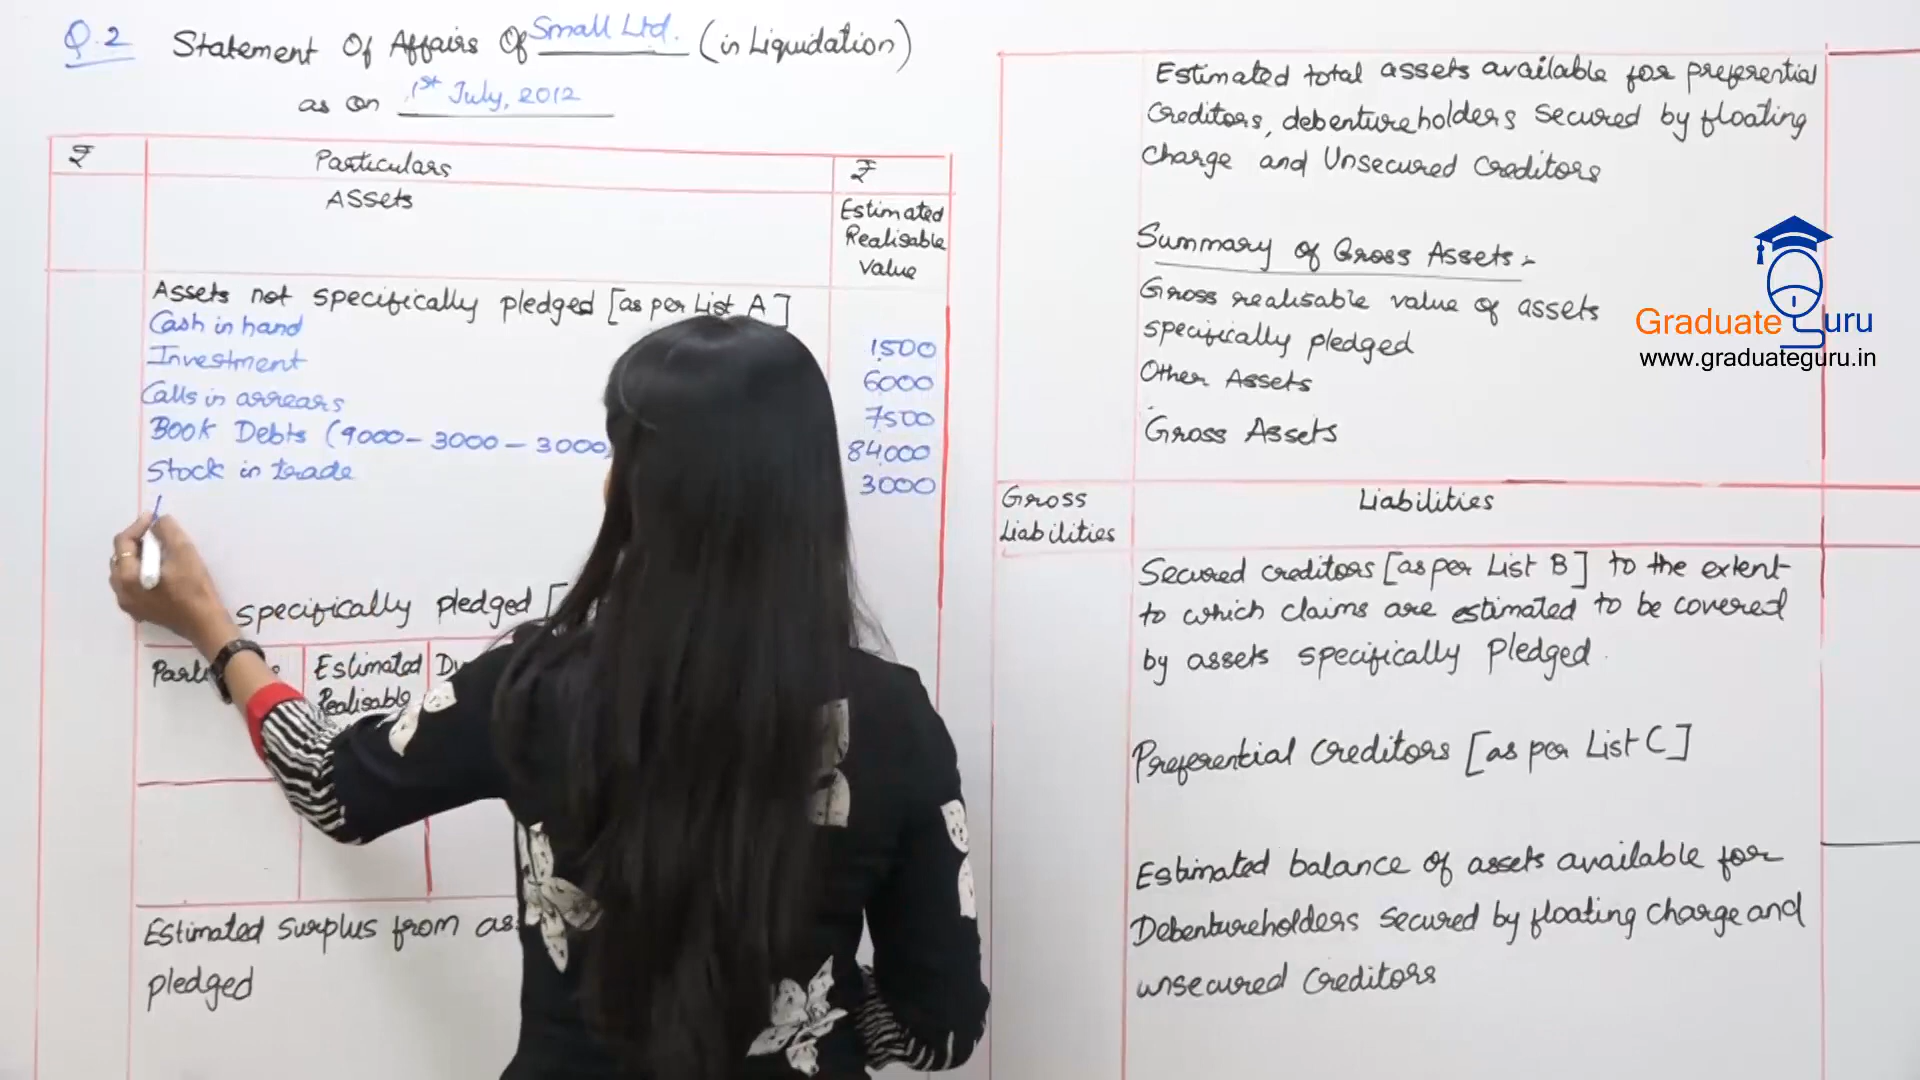 Q.2 Statement Of Affairs Of Small Ltd. (in Liquidation)
as on 1st July, 2012
₹ Particulars ₹
Assets
Estimated
Realisable
Value
Assets not specifically pledged [as per List A]
Cash in hand 1500
Investment 6000
Calls in arrears 7500
Book Debts (9000 - 3000 - 3000) 84000
Stock in trade 3000
specifically pledged [
Estimated
Realisable
Estimated surplus from
pledged
Estimated total assets available for preferential
Creditors, debentureholders secured by floating
charge and Unsecured Creditors
Summary of Gross Assets:-
Gross realisable value of assets
specifically pledged
Other Assets
Gross Assets
Gross
Liabilities
Liabilities
Secured creditors [as per List B] to the extent
to which claims are estimated to be covered
by assets specifically Pledged.
Preferential Creditors [as per List C]
Estimated balance of assets available for
Debentureholders secured by floating charge and
unsecured Creditors
Graduate Guru
www.graduateguru.in